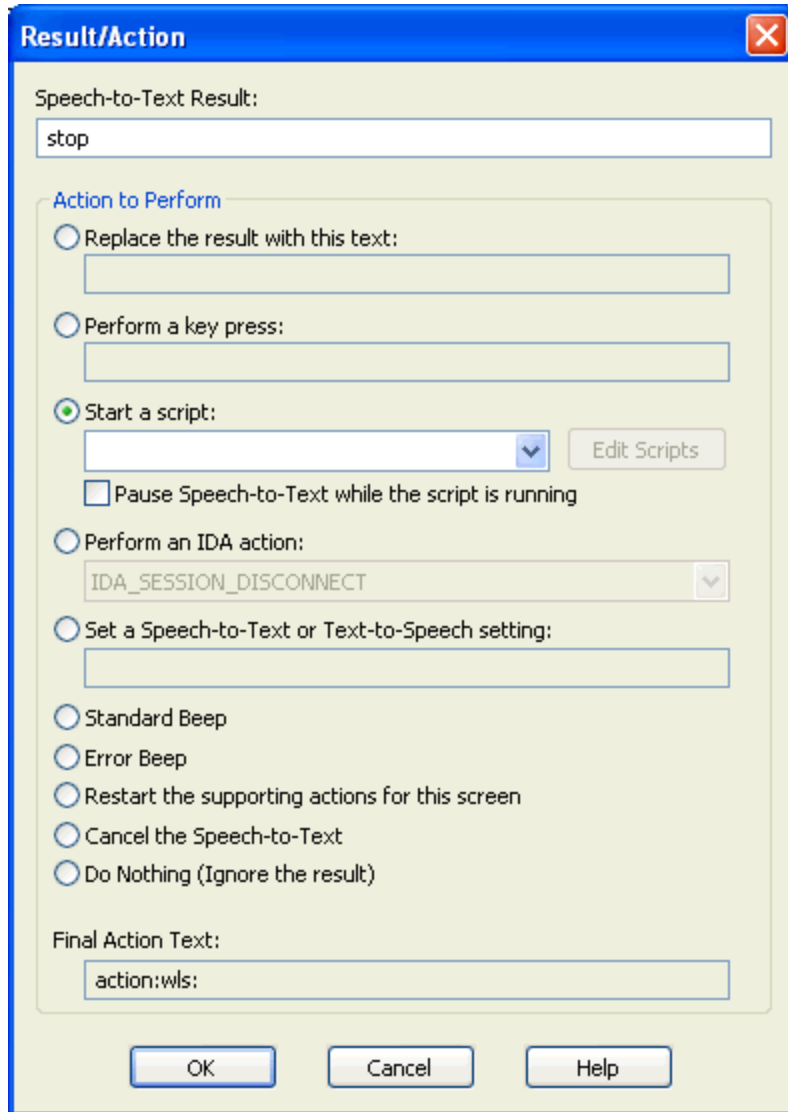 Result/Action
Speech-to-Text Result:
stop
Action to Perform
Replace the result with this text:
Perform a key press:
Start a script:
Edit Scripts
Pause Speech-to-Text while the script is running
Perform an IDA action:
IDA_SESSION_DISCONNECT
Set a Speech-to-Text or Text-to-Speech setting:
Standard Beep
Error Beep
Restart the supporting actions for this screen
Cancel the Speech-to-Text
Do Nothing (Ignore the result)
Final Action Text:
action:wls:
OK Cancel Help